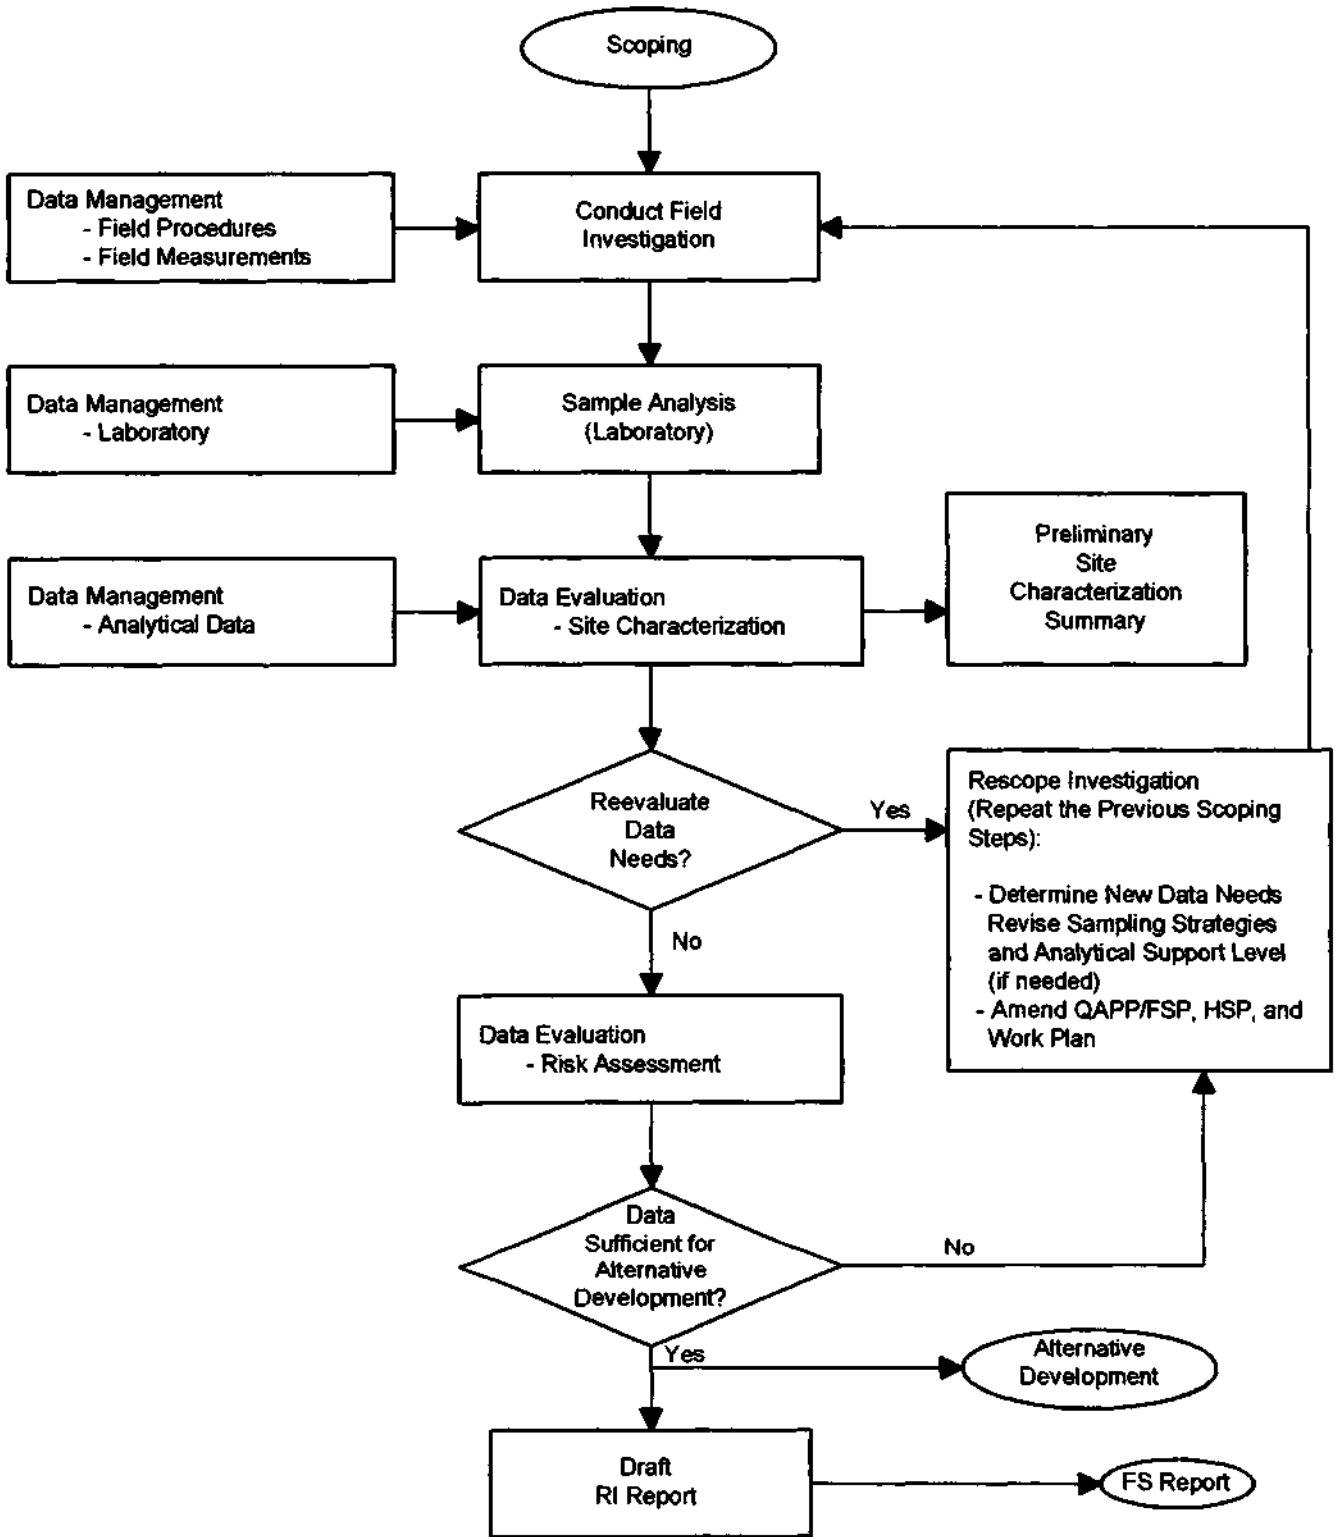 Scoping
Data Management
- Field Procedures
- Field Measurements
Conduct Field
Investigation
Data Management
- Laboratory
Sample Analysis
(Laboratory)
Data Management
- Analytical Data
Data Evaluation
- Site Characterization
Preliminary
Site
Characterization
Summary
Reevaluate
Data
Needs?
Yes
No
Rescope Investigation
(Repeat the Previous Scoping
Steps):
- Determine New Data Needs
Revise Sampling Strategies
and Analytical Support Level
(if needed)
- Amend QAPP/FSP, HSP, and
Work Plan
Data Evaluation
- Risk Assessment
Data
Sufficient for
Alternative
Development?
No
Yes
Alternative
Development
Draft
RI Report
FS Report